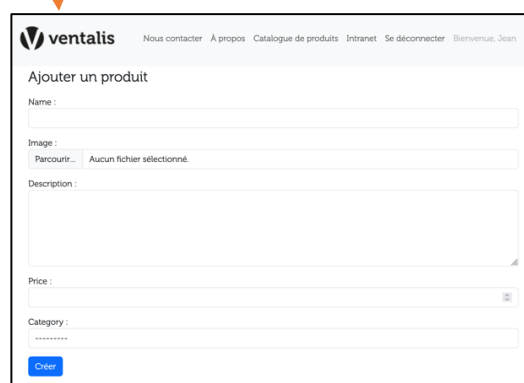 ventalis
Nous contacter À propos Catalogue de produits Intranet Se déconnecter Bienvenue, Jean
Ajouter un produit
Name :
Image :
Parcourir... Aucun fichier sélectionné.
Description :
Price :
Category :
---------
Créer